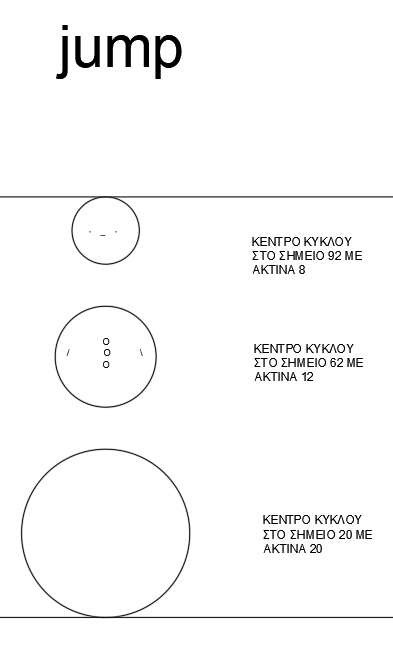 jump
. _ .
ΚΕΝΤΡΟ ΚΥΚΛΟΥ
ΣΤΟ ΣΗΜΕΙΟ 92 ΜΕ
ΑΚΤΙΝΑ 8
O
/ O \
O
ΚΕΝΤΡΟ ΚΥΚΛΟΥ
ΣΤΟ ΣΗΜΕΙΟ 62 ΜΕ
ΑΚΤΙΝΑ 12
ΚΕΝΤΡΟ ΚΥΚΛΟΥ
ΣΤΟ ΣΗΜΕΙΟ 20 ΜΕ
ΑΚΤΙΝΑ 20